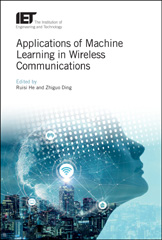 IET The Institution of
Engineering and Technology
Applications of Machine
Learning in Wireless
Communications
Edited by
Ruisi He and Zhiguo Ding